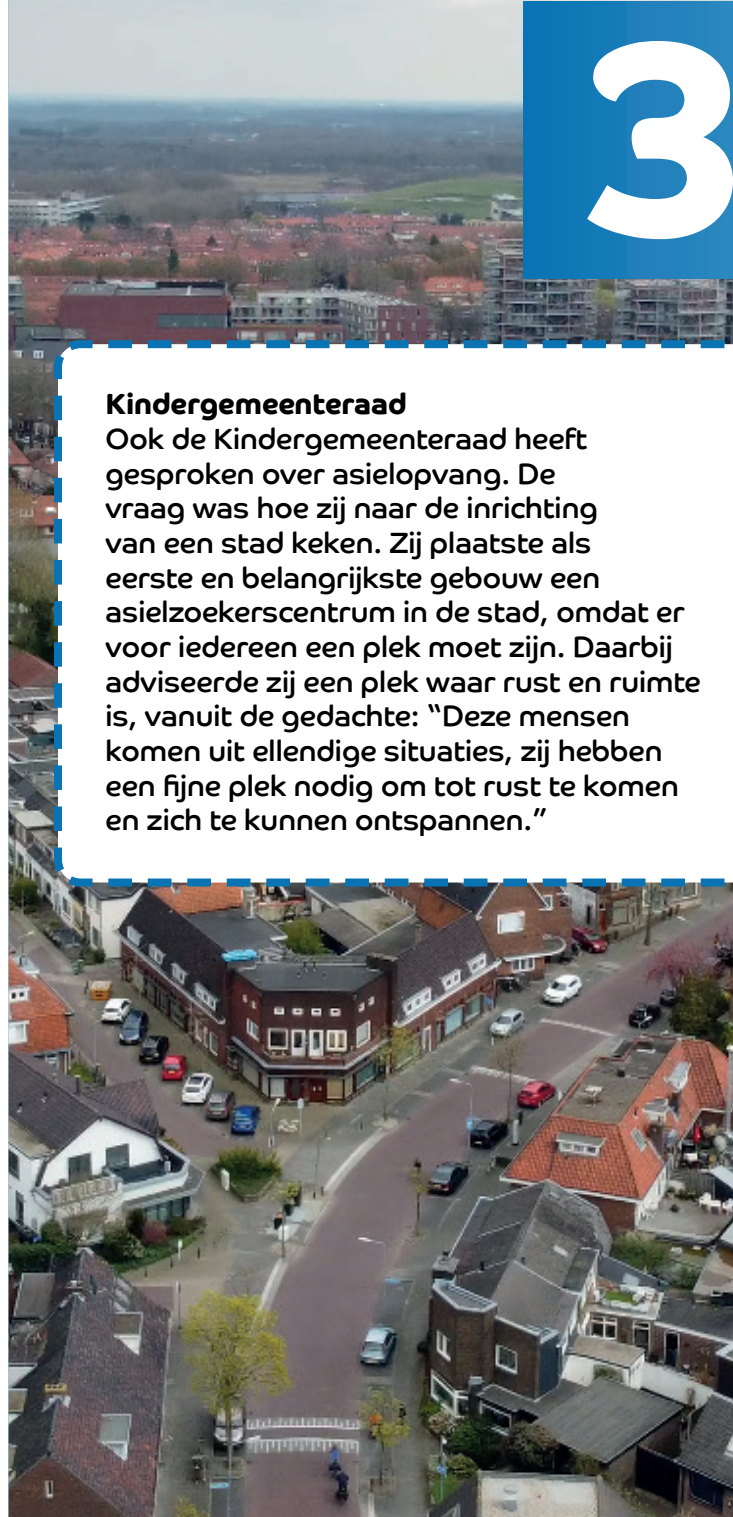 3
Kindergemeenteraad
Ook de Kindergemeenteraad heeft
gesproken over asielopvang. De
vraag was hoe zij naar de inrichting
van een stad keken. Zij plaatste als
eerste en belangrijkste gebouw een
asielzoekerscentrum in de stad, omdat er
voor iedereen een plek moet zijn. Daarbij
adviseerde zij een plek waar rust en ruimte
is, vanuit de gedachte: “Deze mensen
komen uit ellendige situaties, zij hebben
een fijne plek nodig om tot rust te komen
en zich te kunnen ontspannen.”